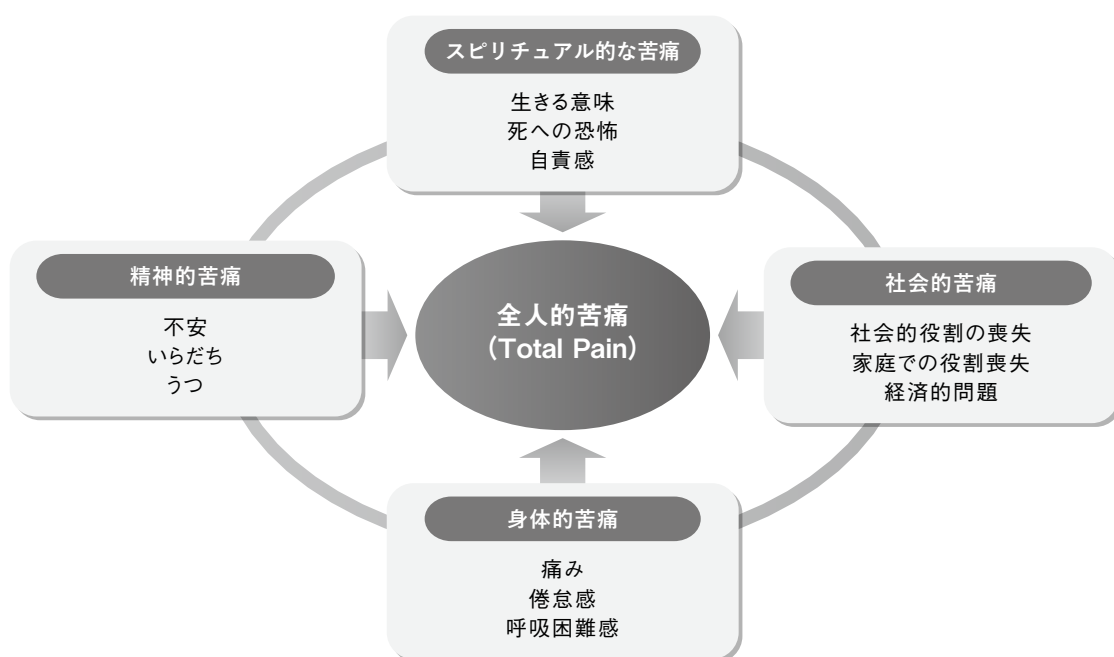 スピリチュアル的な苦痛
生きる意味
死への恐怖
自責感
精神的苦痛
不安
いらだち
うつ
全人的苦痛
（Total Pain）
社会的苦痛
社会的役割の喪失
家庭での役割喪失
経済的問題
身体的苦痛
痛み
倦怠感
呼吸困難感